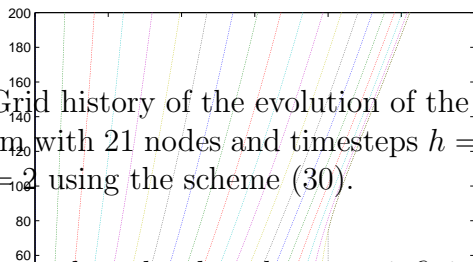 200
180
160
Grid history of the evolution of the
140
m with 21 nodes and timesteps h =
120
100
= 2 using the scheme (30).
80
60